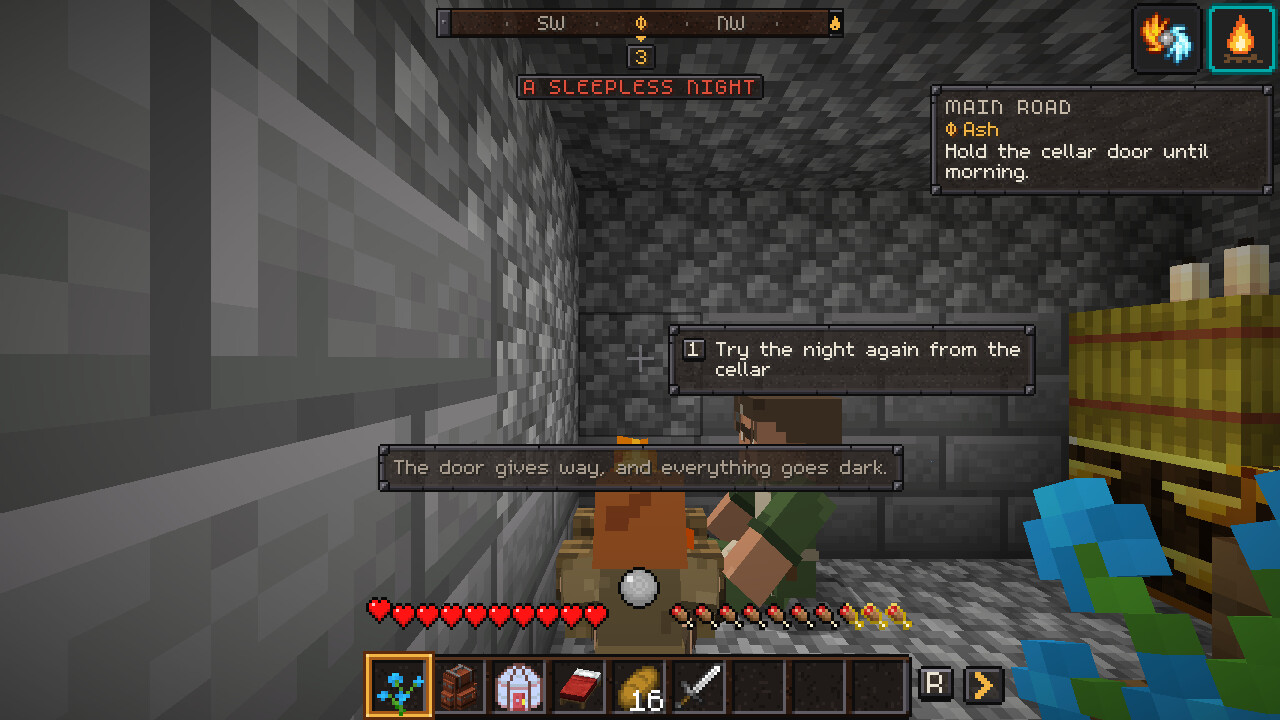 SW
NW
3
A SLEEPLESS NIGHT
MAIN ROAD
Ash
Hold the cellar door until
morning.
1 Try the night again from the
cellar
The door gives way, and everything goes dark.
16
R